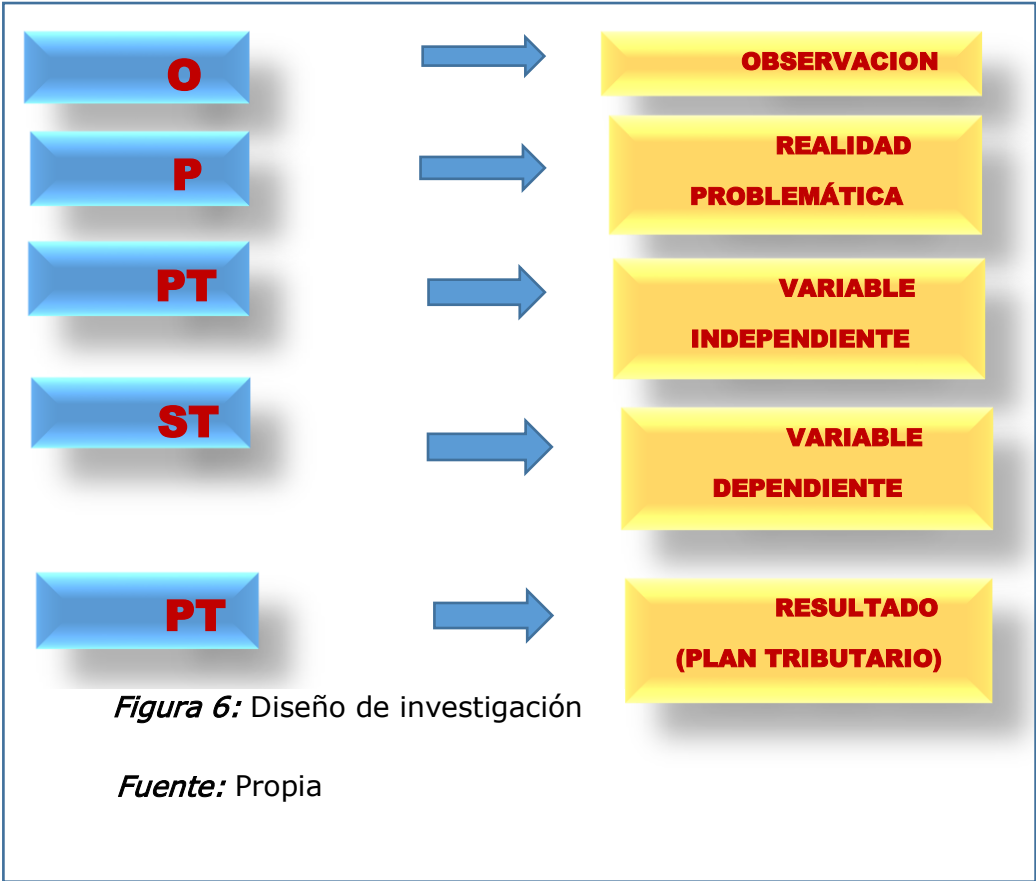 O
OBSERVACION
P
REALIDAD
PROBLEMÁTICA
PT
VARIABLE
INDEPENDIENTE
ST
VARIABLE
DEPENDIENTE
PT
RESULTADO
(PLAN TRIBUTARIO)
Figura 6: Diseño de investigación
Fuente: Propia